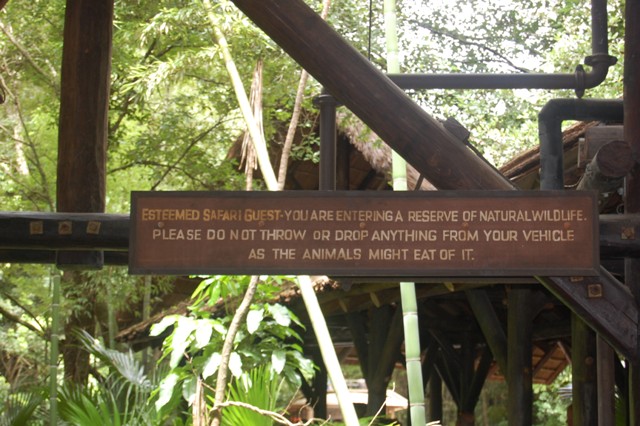 ESTEEMED SAFARI GUEST-YOU ARE ENTERING A RESERVE OF NATURAL WILDLIFE.
PLEASE DO NOT THROW OR DROP ANYTHING FROM YOUR VEHICLE
AS THE ANIMALS MIGHT EAT OF IT.